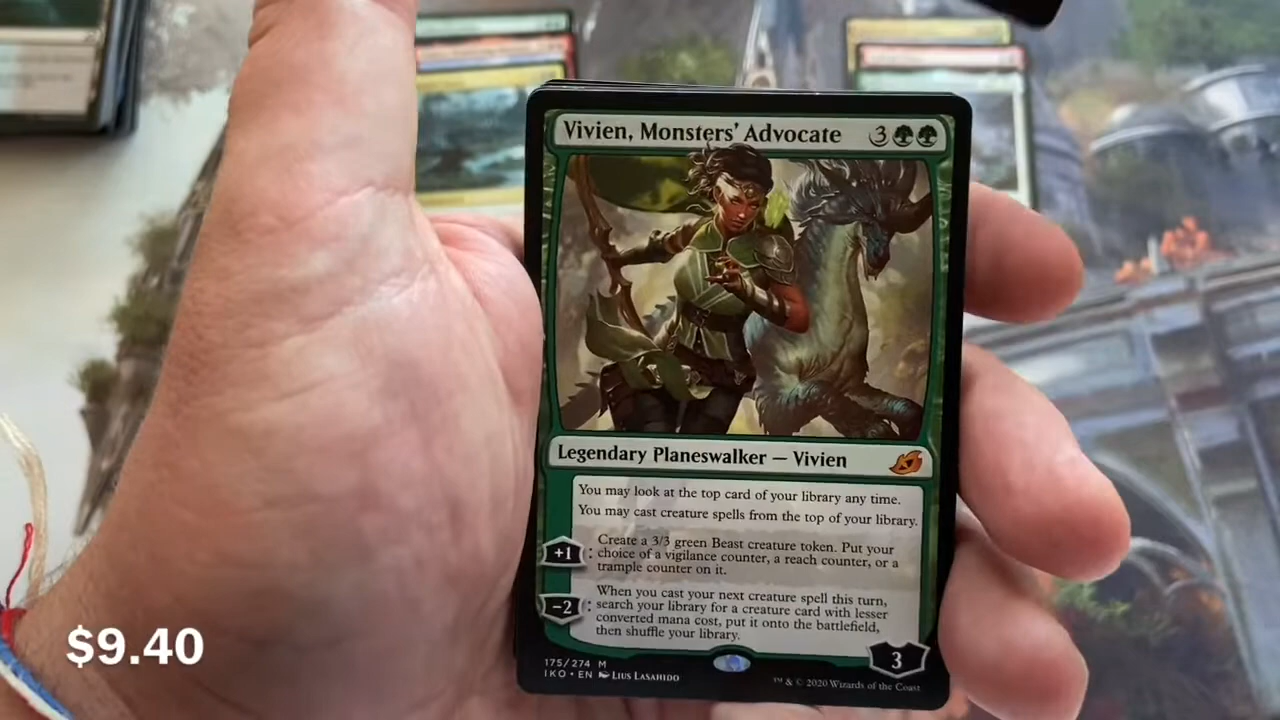 Vivien, Monsters' Advocate 3
Legendary Planeswalker — Vivien
You may look at the top card of your library any time.
You may cast creature spells from the top of your library.
+1: Create a 3/3 green Beast creature token. Put your
choice of a vigilance counter, a reach counter, or a
trample counter on it.
−2: When you cast your next creature spell this turn,
search your library for a creature card with lesser
converted mana cost, put it onto the battlefield,
then shuffle your library.
3
175/274 M
IKO • EN Lius Lasahido
™ & © 2020 Wizards of the Coast
$9.40